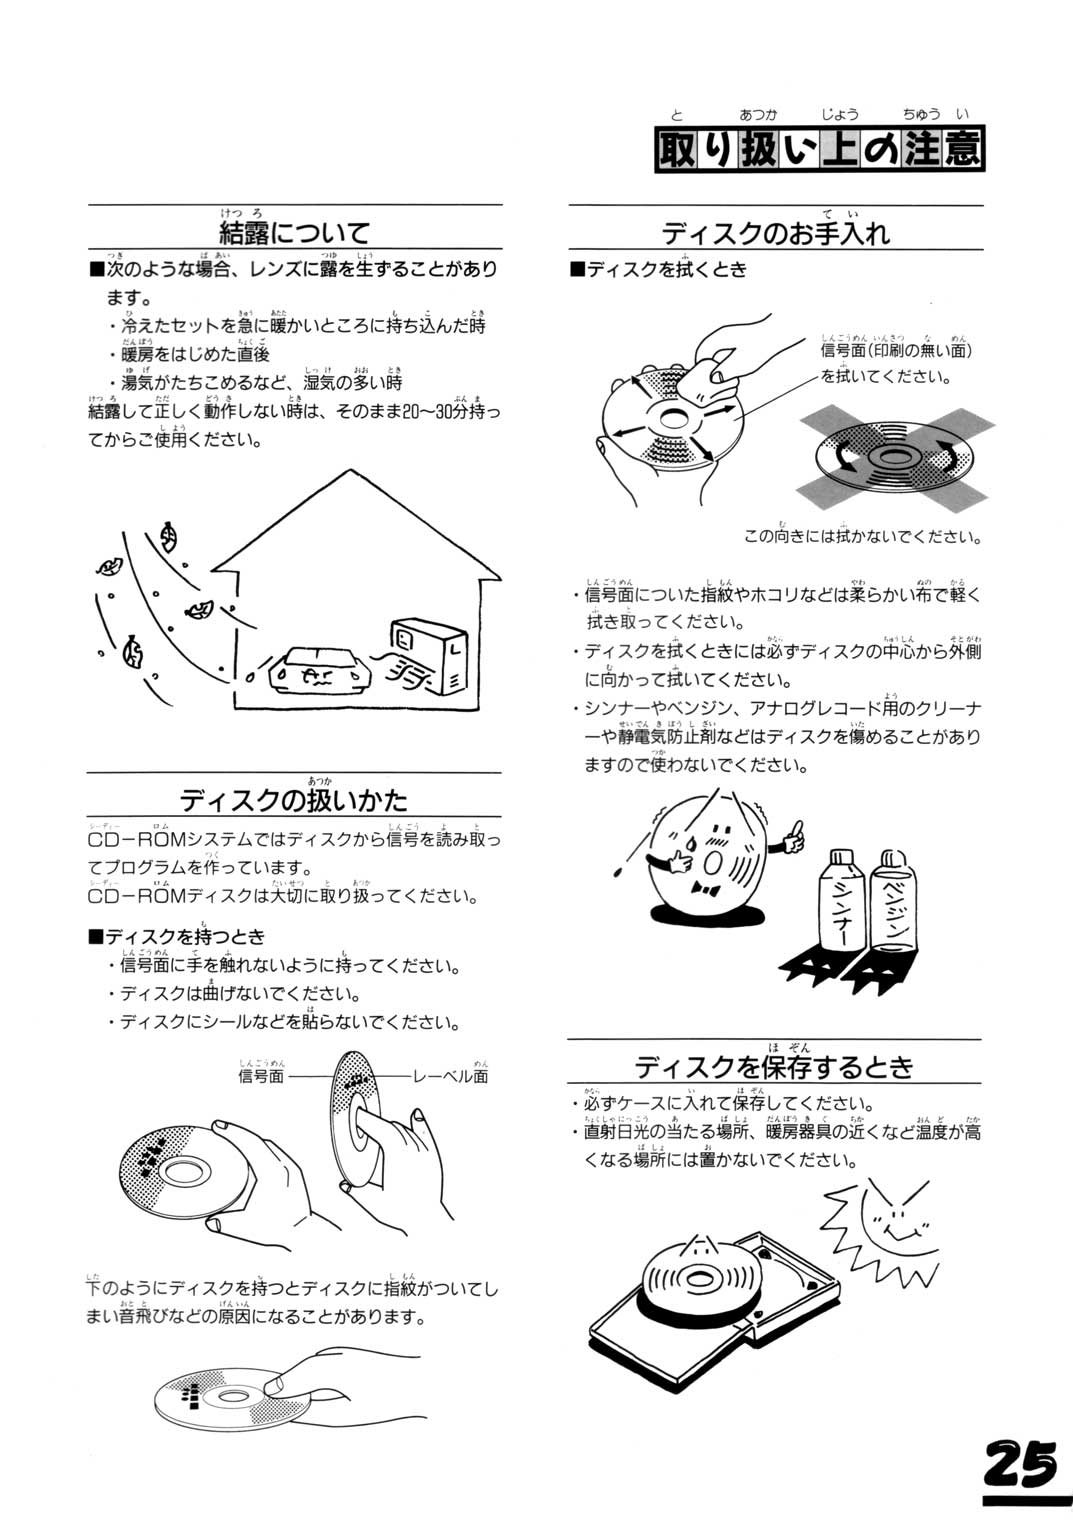 取り扱い上の注意
結露について
■次のような場合、レンズに露を生ずることがあり
ます。
・冷えたセットを急に暖かいところに持ち込んだ時
・暖房をはじめた直後
・湯気がたちこめるなど、湿気の多い時
結露して正しく動作しない時は、そのまま20〜30分持っ
てからご使用ください。
ディスクの扱いかた
CD－ROMシステムではディスクから信号を読み取っ
てプログラムを作っています。
CD－ROMディスクは大切に取り扱ってください。
■ディスクを持つとき
・信号面に手を触れないように持ってください。
・ディスクは曲げないでください。
・ディスクにシールなどを貼らないでください。
信号面
レーベル面
下のようにディスクを持つとディスクに指紋がついてし
まい音飛びなどの原因になることがあります。
ディスクのお手入れ
■ディスクを拭くとき
信号面(印刷の無い面)
を拭いてください。
この向きには拭かないでください。
・信号面についた指紋やホコリなどは柔らかい布で軽く
拭き取ってください。
・ディスクを拭くときには必ずディスクの中心から外側
に向かって拭いてください。
・シンナーやベンジン、アナログレコード用のクリーナ
ーや静電気防止剤などはディスクを傷めることがあり
ますので使わないでください。
シンナー
ベンジン
ディスクを保存するとき
・必ずケースに入れて保存してください。
・直射日光の当たる場所、暖房器具の近くなど温度が高
くなる場所には置かないでください。
25